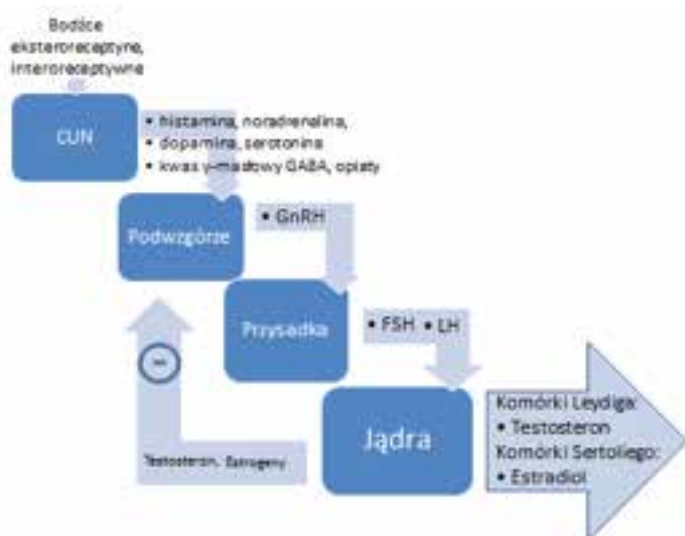 Bodźce
eksteroreceptyne,
interoreceptywne
CUN
• histamina, noradrenalina,
• dopamina, serotonina
• kwas γ-masłowy GABA, opiaty
Podwzgórze
• GnRH
Przysadka
• FSH • LH
–
Jądra
Testosteron, Estrogeny
Komórki Leydiga:
• Testosteron
Komórki Sertoliego:
• Estradiol